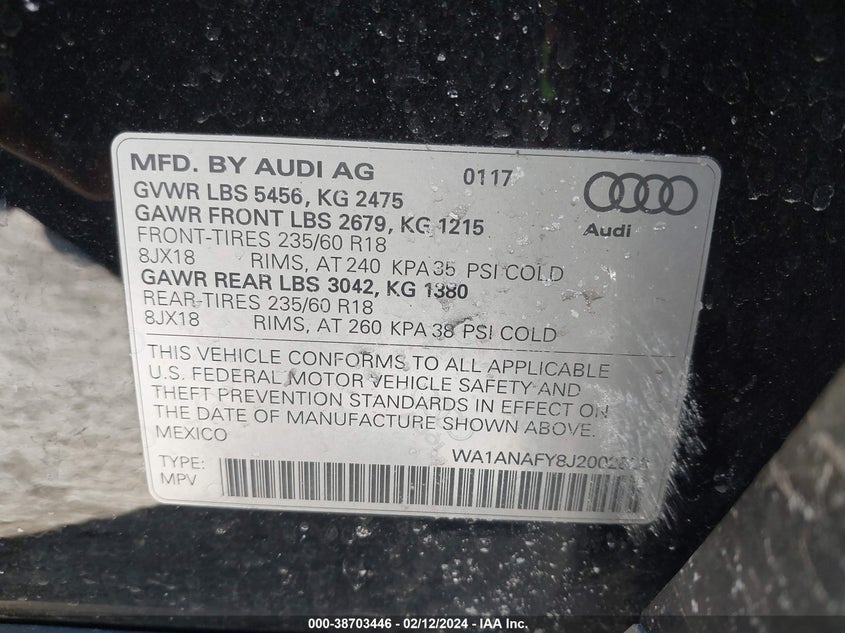 MFD. BY AUDI AG 0117
GVWR LBS 5456, KG 2475
GAWR FRONT LBS 2679, KG 1215
Audi
FRONT-TIRES 235/60 R18
8JX18 RIMS, AT 240 KPA 35 PSI COLD
GAWR REAR LBS 3042, KG 1380
REAR-TIRES 235/60 R18
8JX18 RIMS, AT 260 KPA 38 PSI COLD
THIS VEHICLE CONFORMS TO ALL APPLICABLE
U.S. FEDERAL MOTOR VEHICLE SAFETY AND
THEFT PREVENTION STANDARDS IN EFFECT ON
THE DATE OF MANUFACTURE SHOWN ABOVE.
MEXICO
TYPE:
MPV
000-38703446 - 02/12/2024 - IAA Inc.